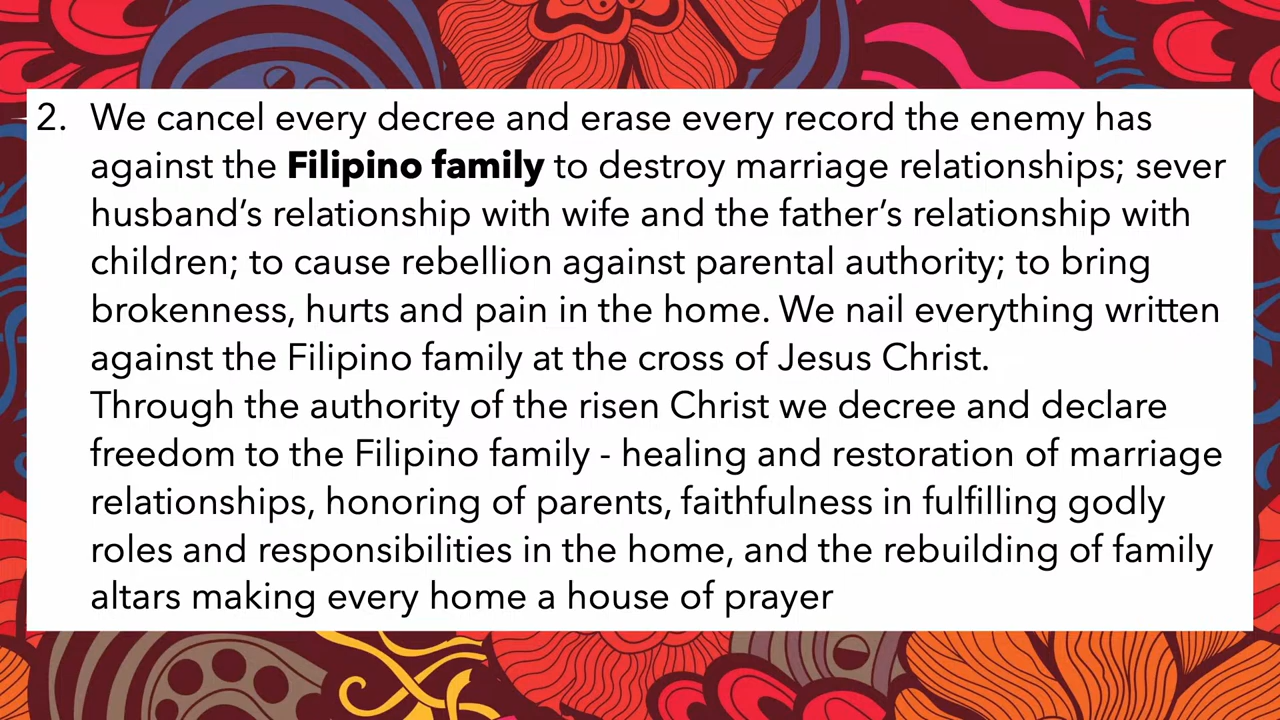 2. We cancel every decree and erase every record the enemy has
against the Filipino family to destroy marriage relationships; sever
husband’s relationship with wife and the father’s relationship with
children; to cause rebellion against parental authority; to bring
brokenness, hurts and pain in the home. We nail everything written
against the Filipino family at the cross of Jesus Christ.
Through the authority of the risen Christ we decree and declare
freedom to the Filipino family - healing and restoration of marriage
relationships, honoring of parents, faithfulness in fulfilling godly
roles and responsibilities in the home, and the rebuilding of family
altars making every home a house of prayer